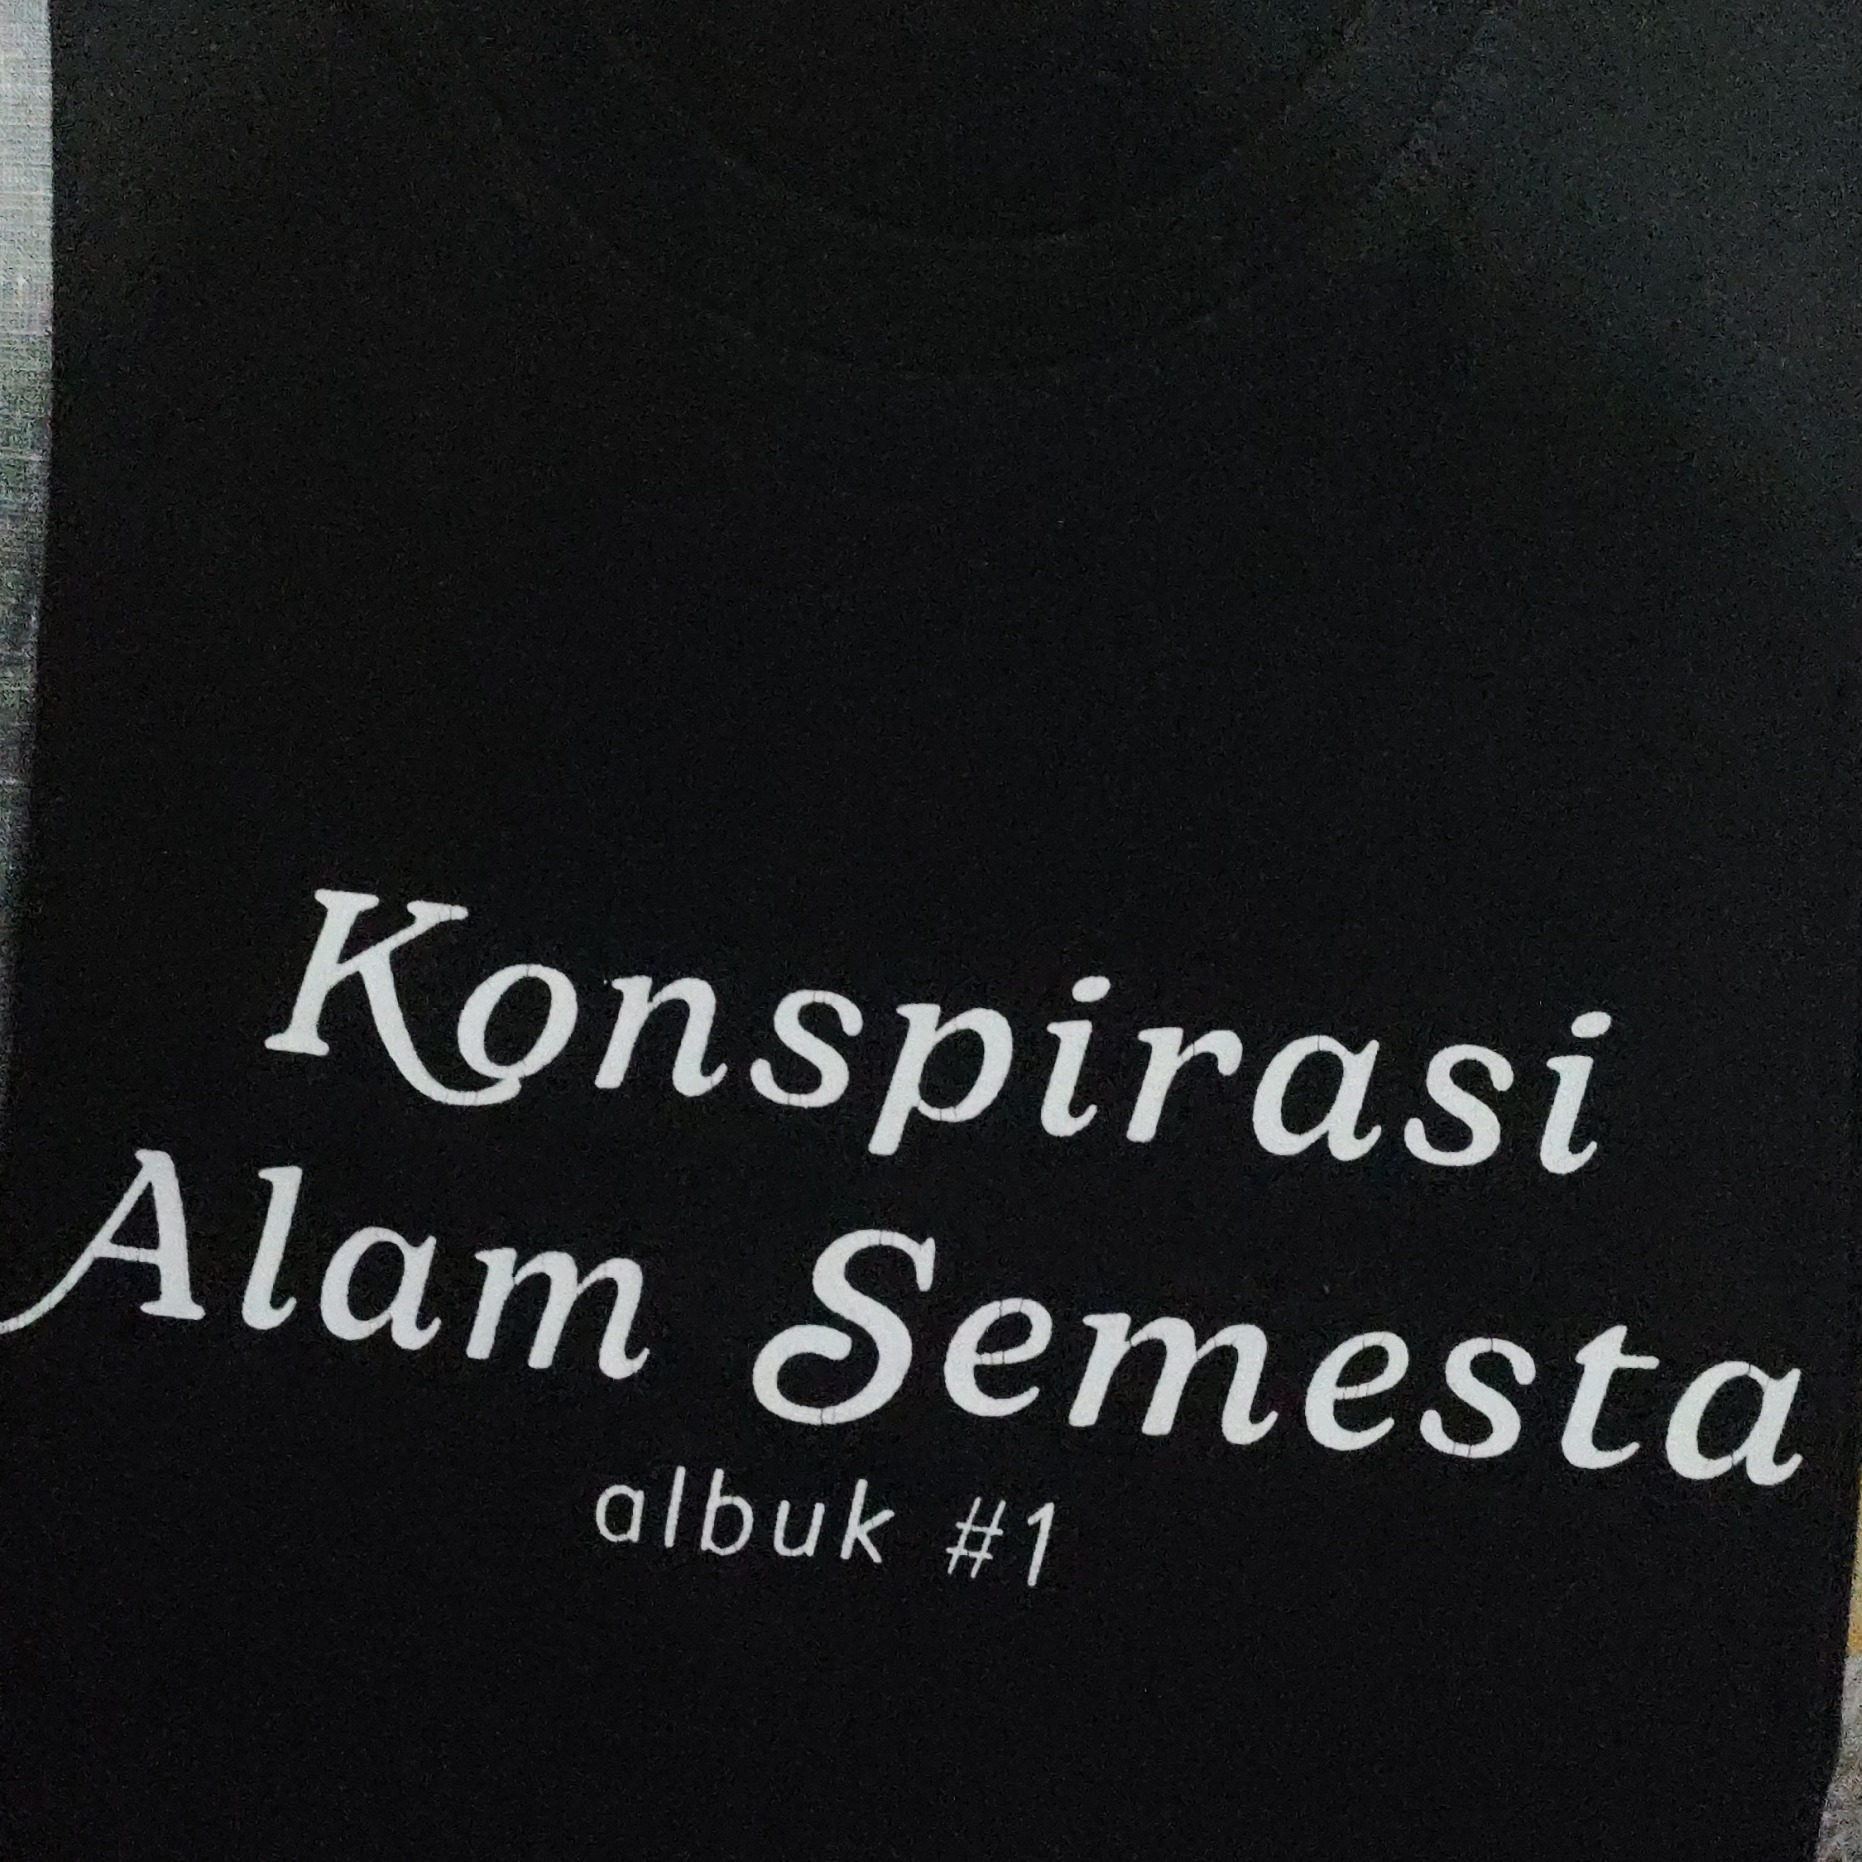 Konspirasi
Alam Semesta
albuk #1